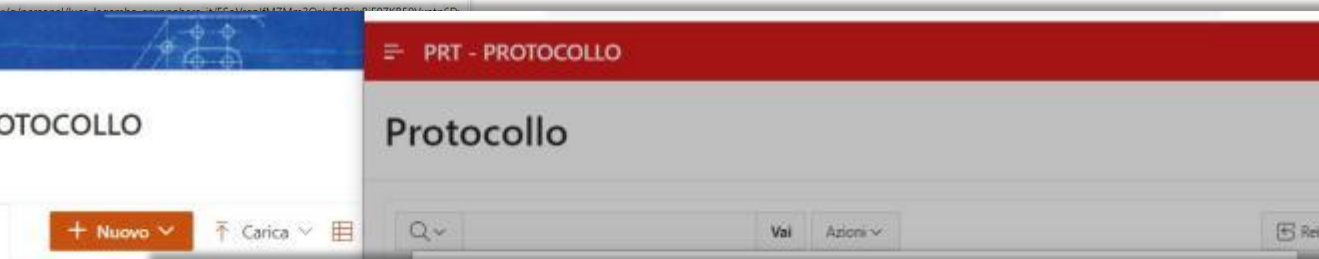 PRT - PROTOCOLLO
OTOCOLLO
Protocollo
+ Nuovo
Carica
Vai
Azioni